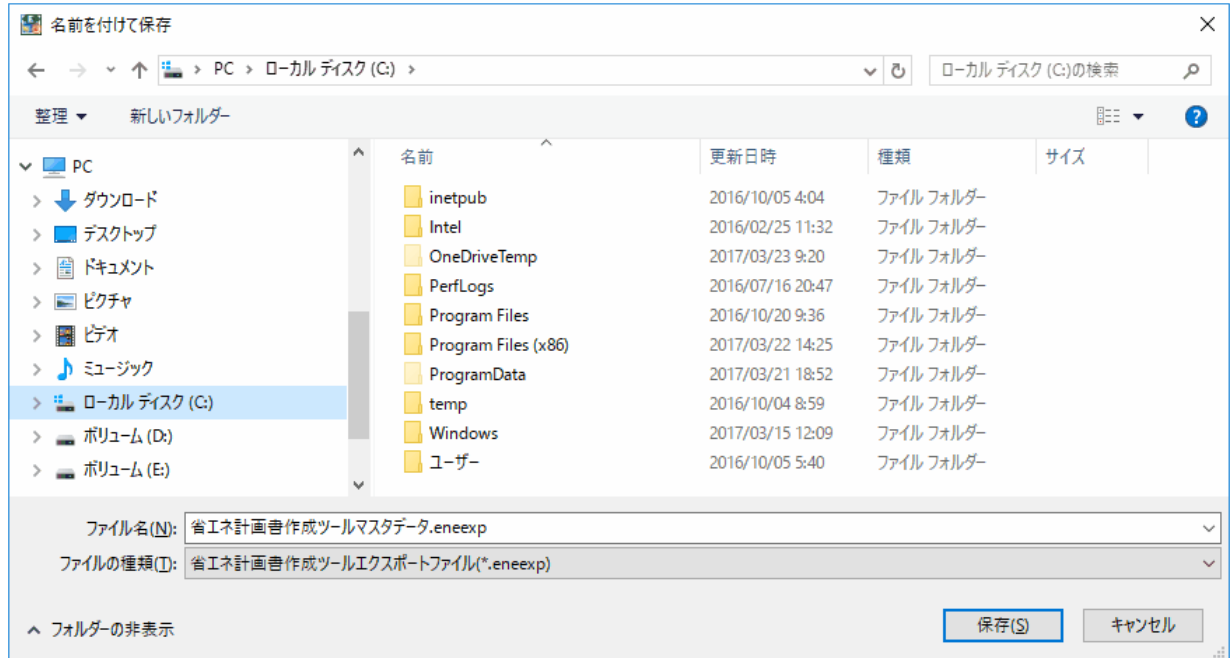 名前を付けて保存
PC › ローカル ディスク (C:) ›
ローカル ディスク (C:)の検索
整理 新しいフォルダー
名前 更新日時 種類 サイズ
PC
ダウンロード
デスクトップ
ドキュメント
ピクチャ
ビデオ
ミュージック
ローカル ディスク (C:)
ボリューム (D:)
ボリューム (E:)
inetpub 2016/10/05 4:04 ファイル フォルダー
Intel 2016/02/25 11:32 ファイル フォルダー
OneDriveTemp 2017/03/23 9:20 ファイル フォルダー
PerfLogs 2016/07/16 20:47 ファイル フォルダー
Program Files 2016/10/20 9:36 ファイル フォルダー
Program Files (x86) 2017/03/22 14:25 ファイル フォルダー
ProgramData 2017/03/21 18:52 ファイル フォルダー
temp 2016/10/04 8:59 ファイル フォルダー
Windows 2017/03/15 12:09 ファイル フォルダー
ユーザー 2016/10/05 5:40 ファイル フォルダー
ファイル名(N): 省エネ計画書作成ツールマスタデータ.eneexp
ファイルの種類(T): 省エネ計画書作成ツールエクスポートファイル(*.eneexp)
フォルダーの非表示
保存(S) キャンセル